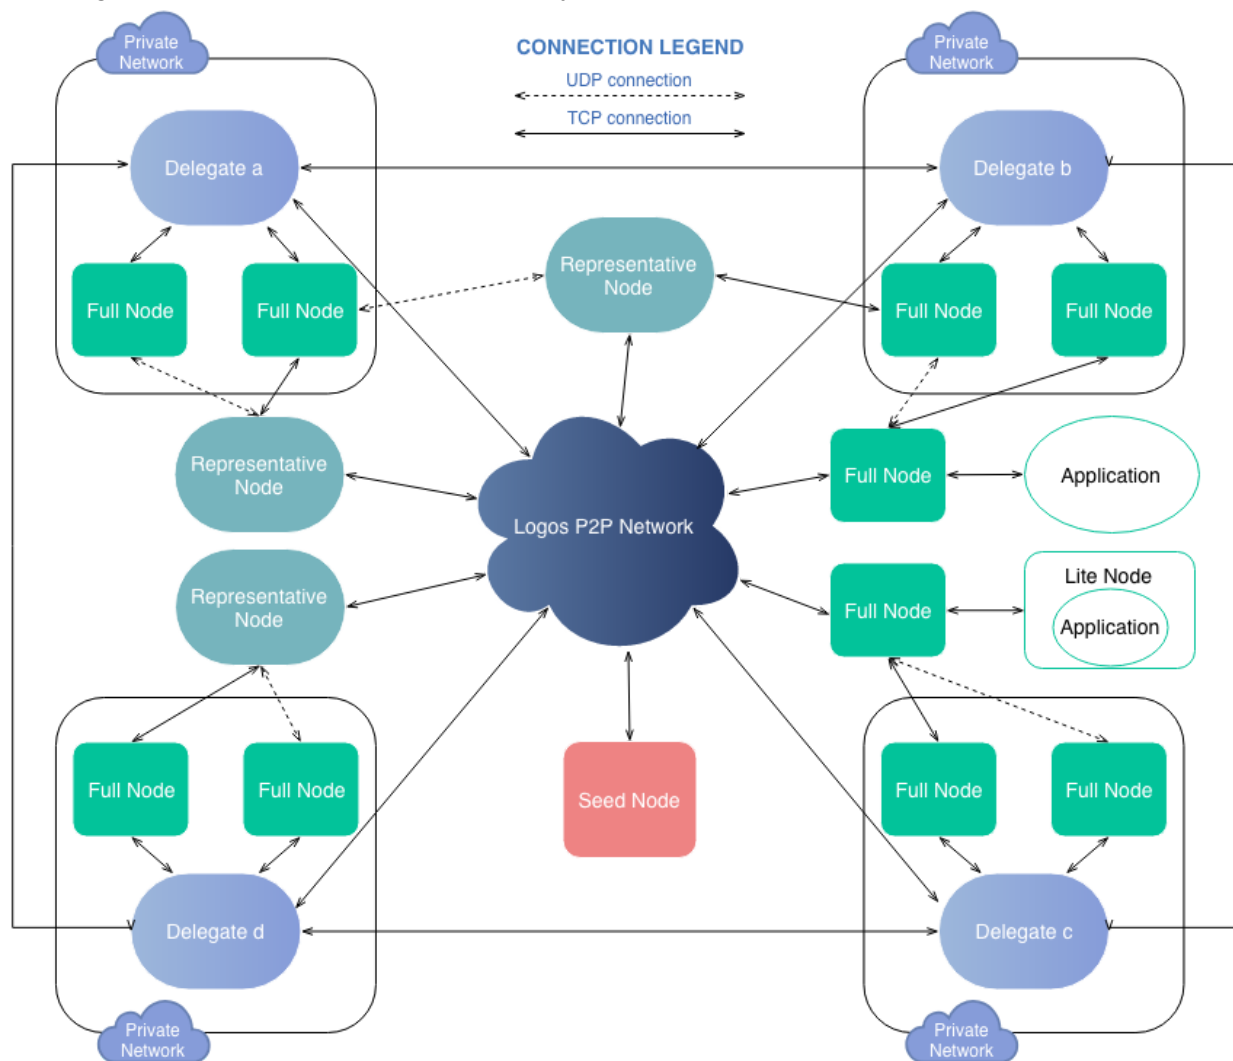 Private
Network
CONNECTION LEGEND
Private
Network
UDP connection
TCP connection
Delegate a
Delegate b
Representative
Node
Full Node
Full Node
Full Node
Full Node
Representative
Node
Full Node
Application
Logos P2P Network
Representative
Node
Full Node
Lite Node
Application
Full Node
Full Node
Seed Node
Full Node
Full Node
Delegate d
Delegate c
Private
Network
Private
Network